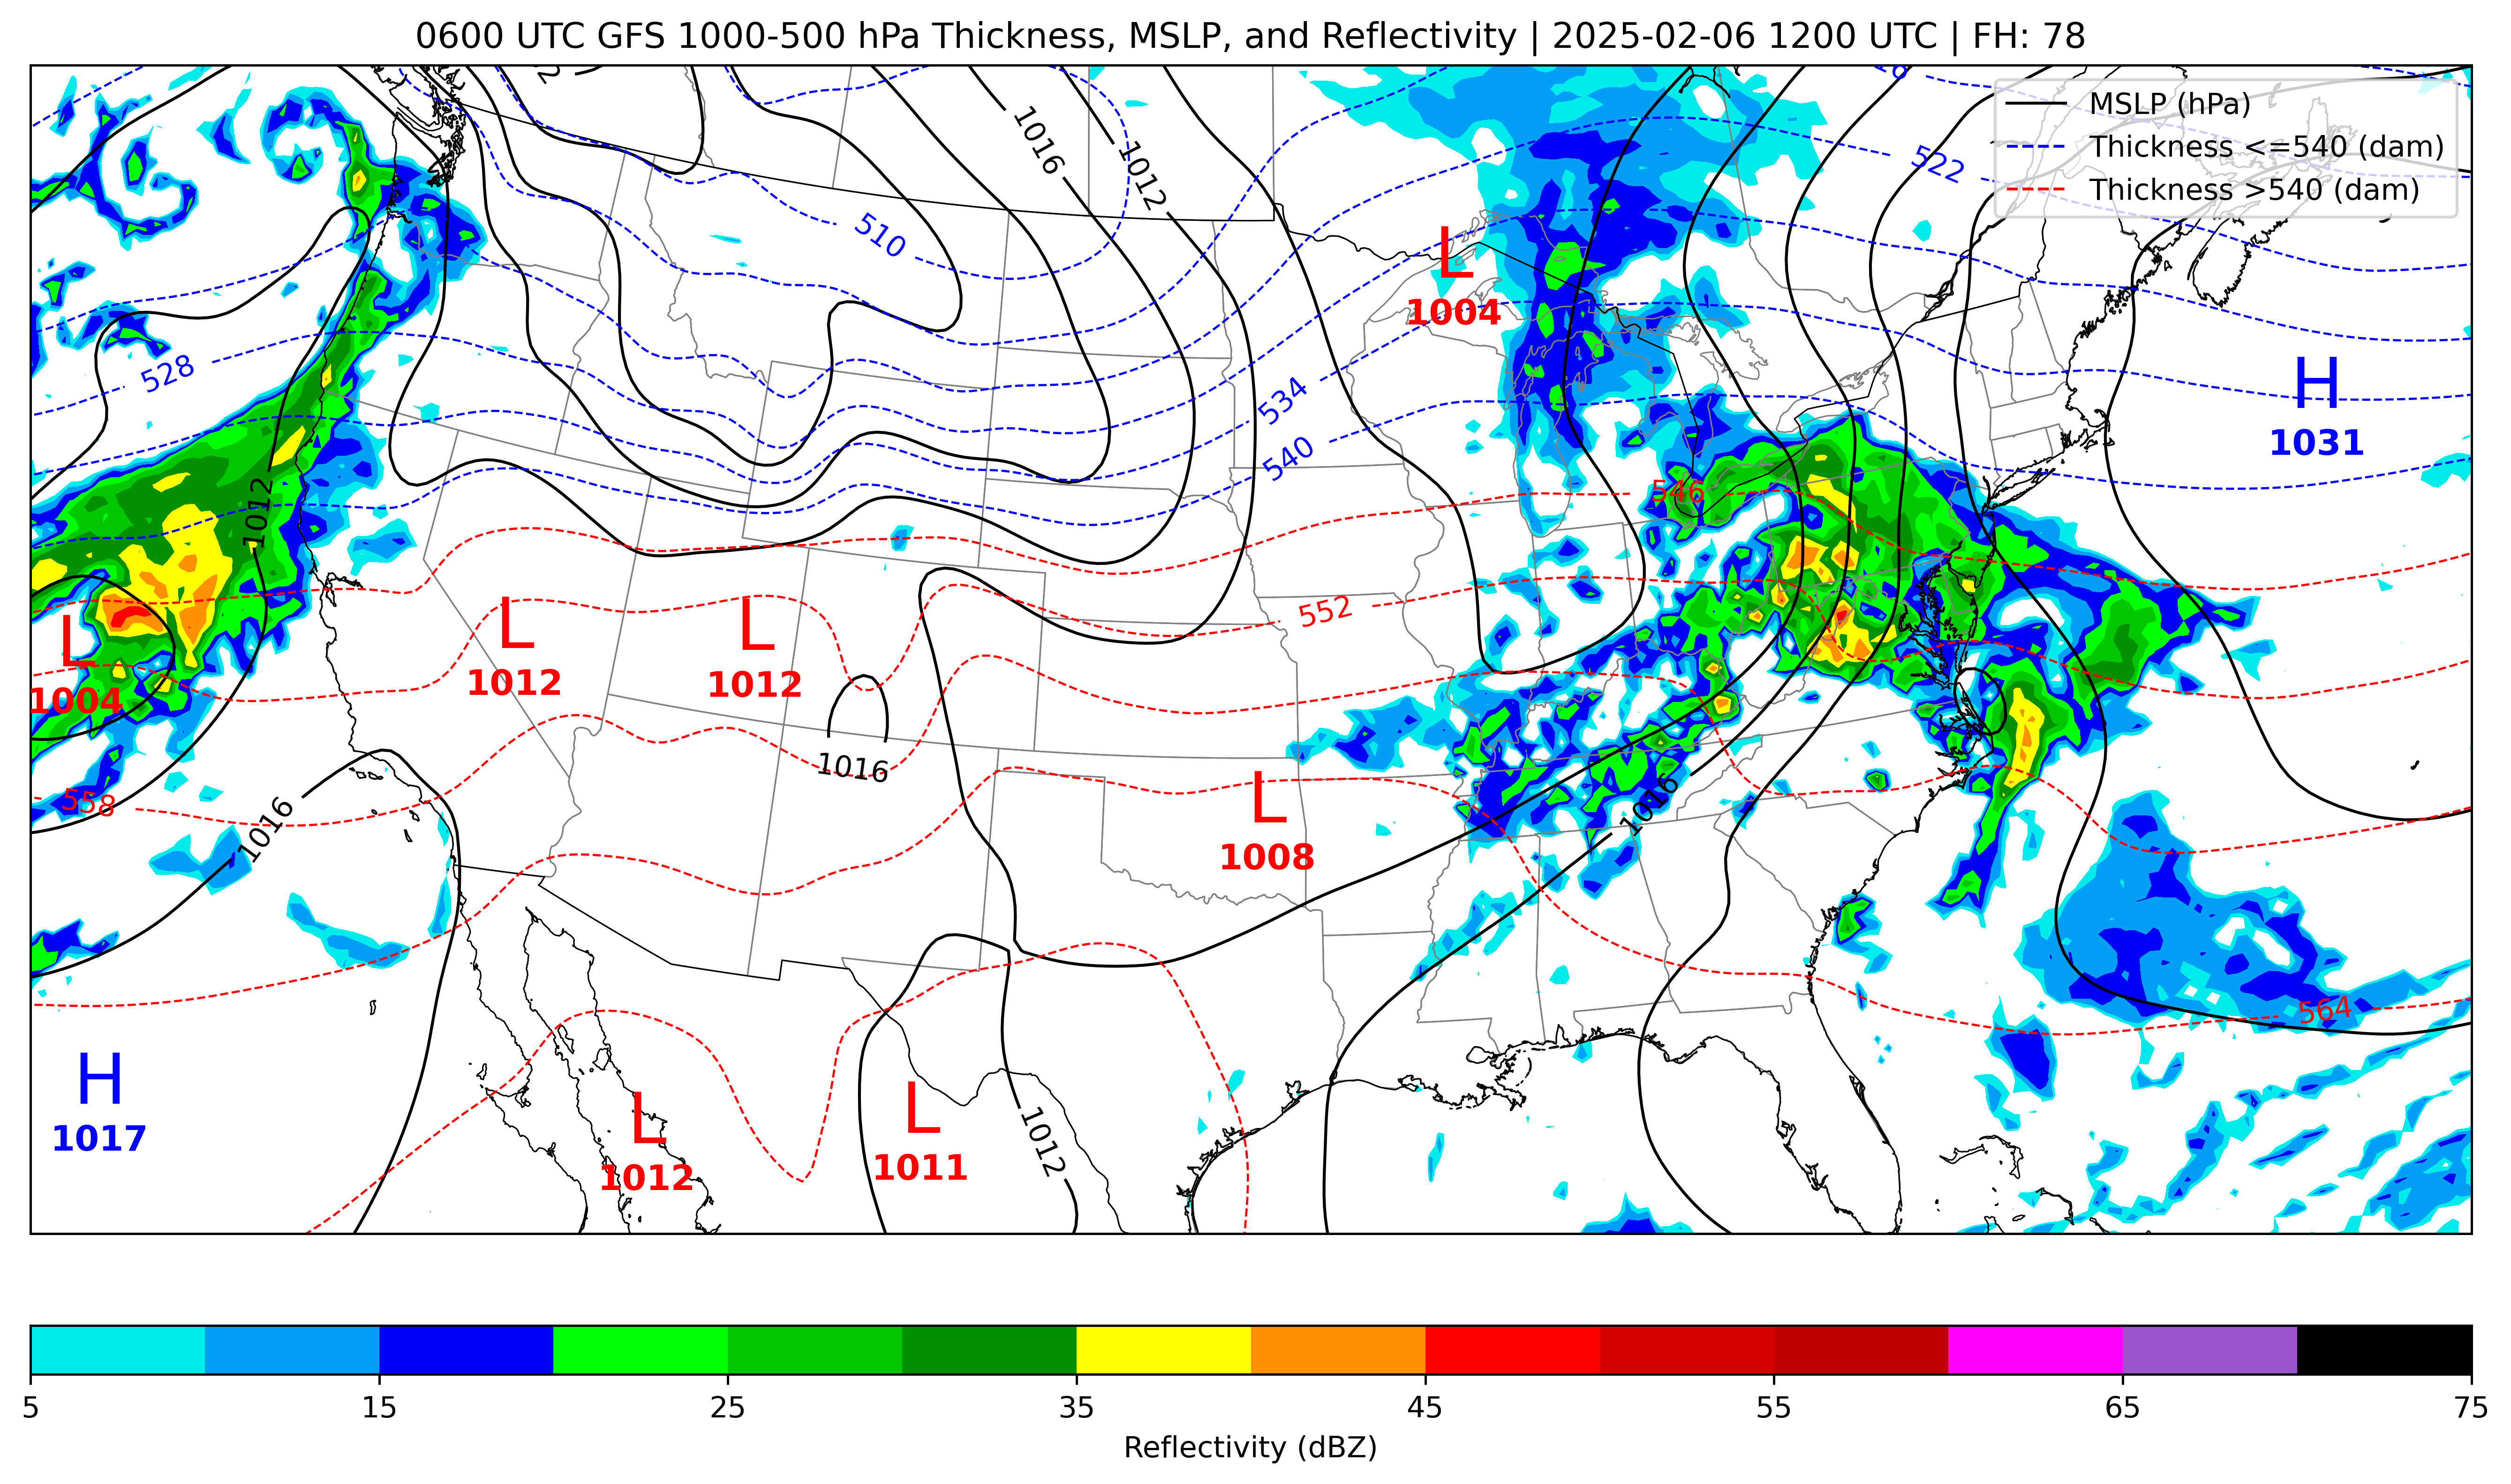 0600 UTC GFS 1000-500 hPa Thickness, MSLP, and Reflectivity | 2025-02-06 1200 UTC | FH: 78
MSLP (hPa)
Thickness <=540 (dam)
Thickness >540 (dam)
1016
1012
522
510
L
1004
528
534
540
H
1031
1012
546
552
L
1004
L
1012
L
1012
1016
558
1016
L
1008
1016
564
H
1017
L
1012
L
1011
1012
5
15
25
35
45
55
65
75
Reflectivity (dBZ)